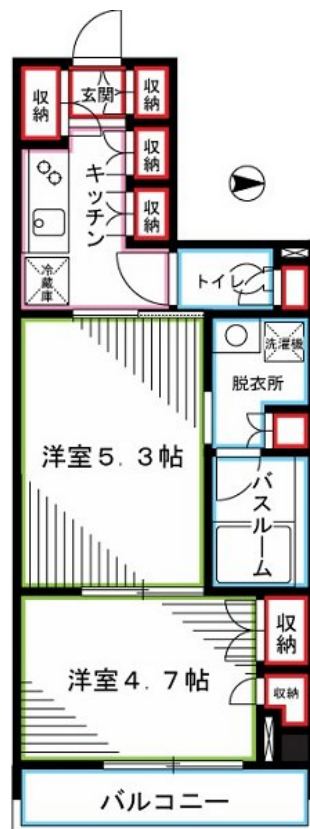 収納
玄関
収納
キッチン
収納
収納
冷蔵庫
トイレ
洗濯機
脱衣所
洋室5.3帖
バスルーム
収納
洋室4.7帖
収納
バルコニー